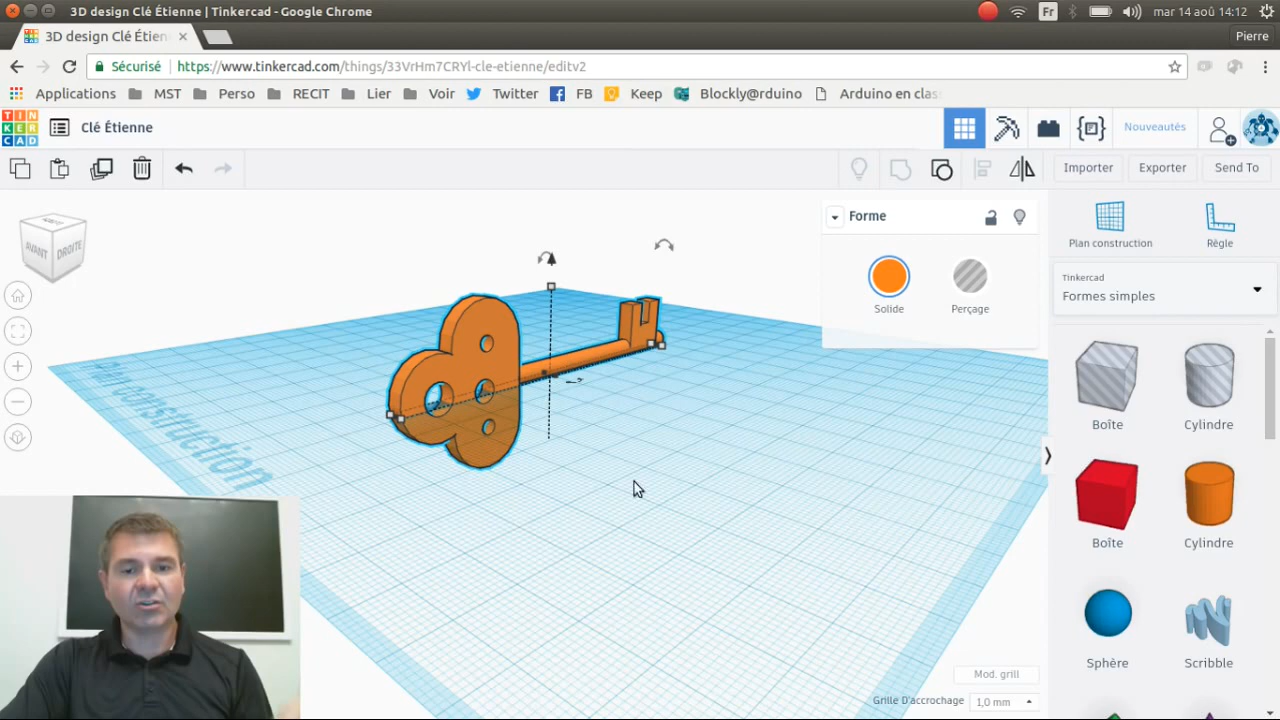 3D design Clé Étienne | Tinkercad - Google Chrome
Fr
mar 14 aoû 14:12
3D design Clé Étien
Pierre
Sécurisé
https://www.tinkercad.com/things/33VrHm7CRYl-cle-etienne/editv2
Applications
MST
Perso
RECIT
Lier
Voir
Twitter
FB
Keep
Blockly@rduino
Arduino en clas
TIN
KER
CAD
Clé Étienne
Nouveautés
Importer
Exporter
Send To
AVANT
DROITE
Forme
Solide
Perçage
Plan construction
Règle
Tinkercad
Formes simples
Boîte
Cylindre
Boîte
Cylindre
Sphère
Scribble
Plan construction
Mod. grill
Grille D'accrochage
1,0 mm